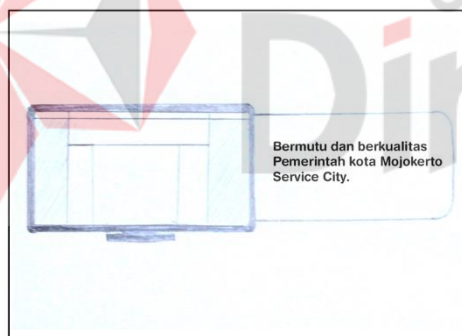 Bermutu dan berkualitas
Pemerintah kota Mojokerto
Service City.